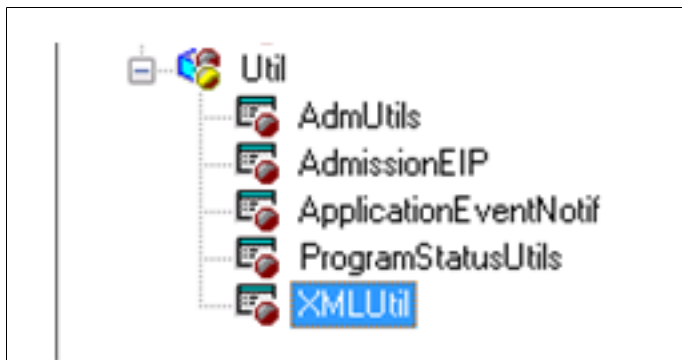 Util
AdmUtils
AdmissionEIP
ApplicationEventNotif
ProgramStatusUtils
XMLUtil